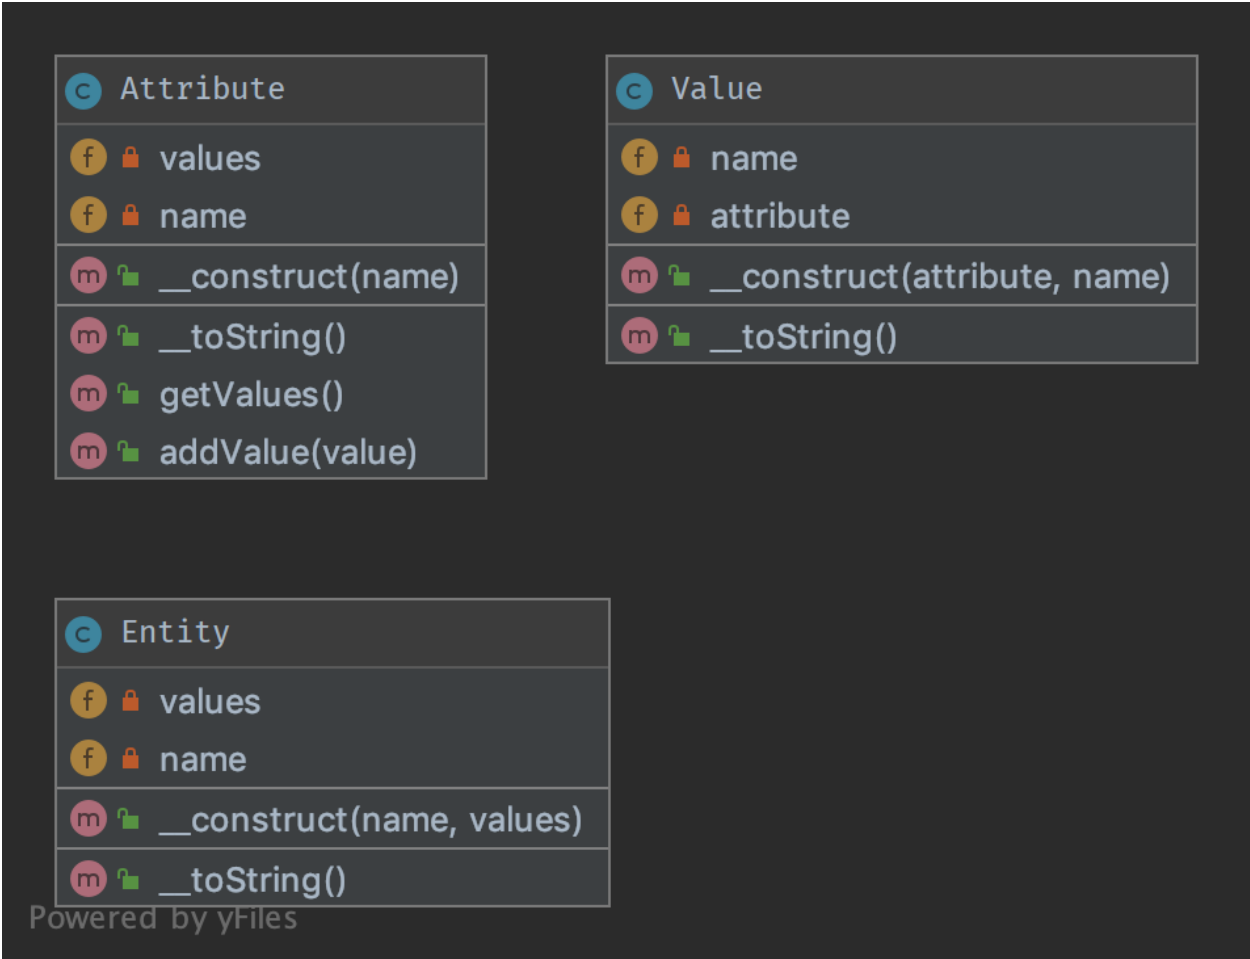 C Attribute
f values
f name
m __construct(name)
m __toString()
m getValues()
m addValue(value)
C Value
f name
f attribute
m __construct(attribute, name)
m __toString()
C Entity
f values
f name
m __construct(name, values)
m __toString()
Powered by yFiles